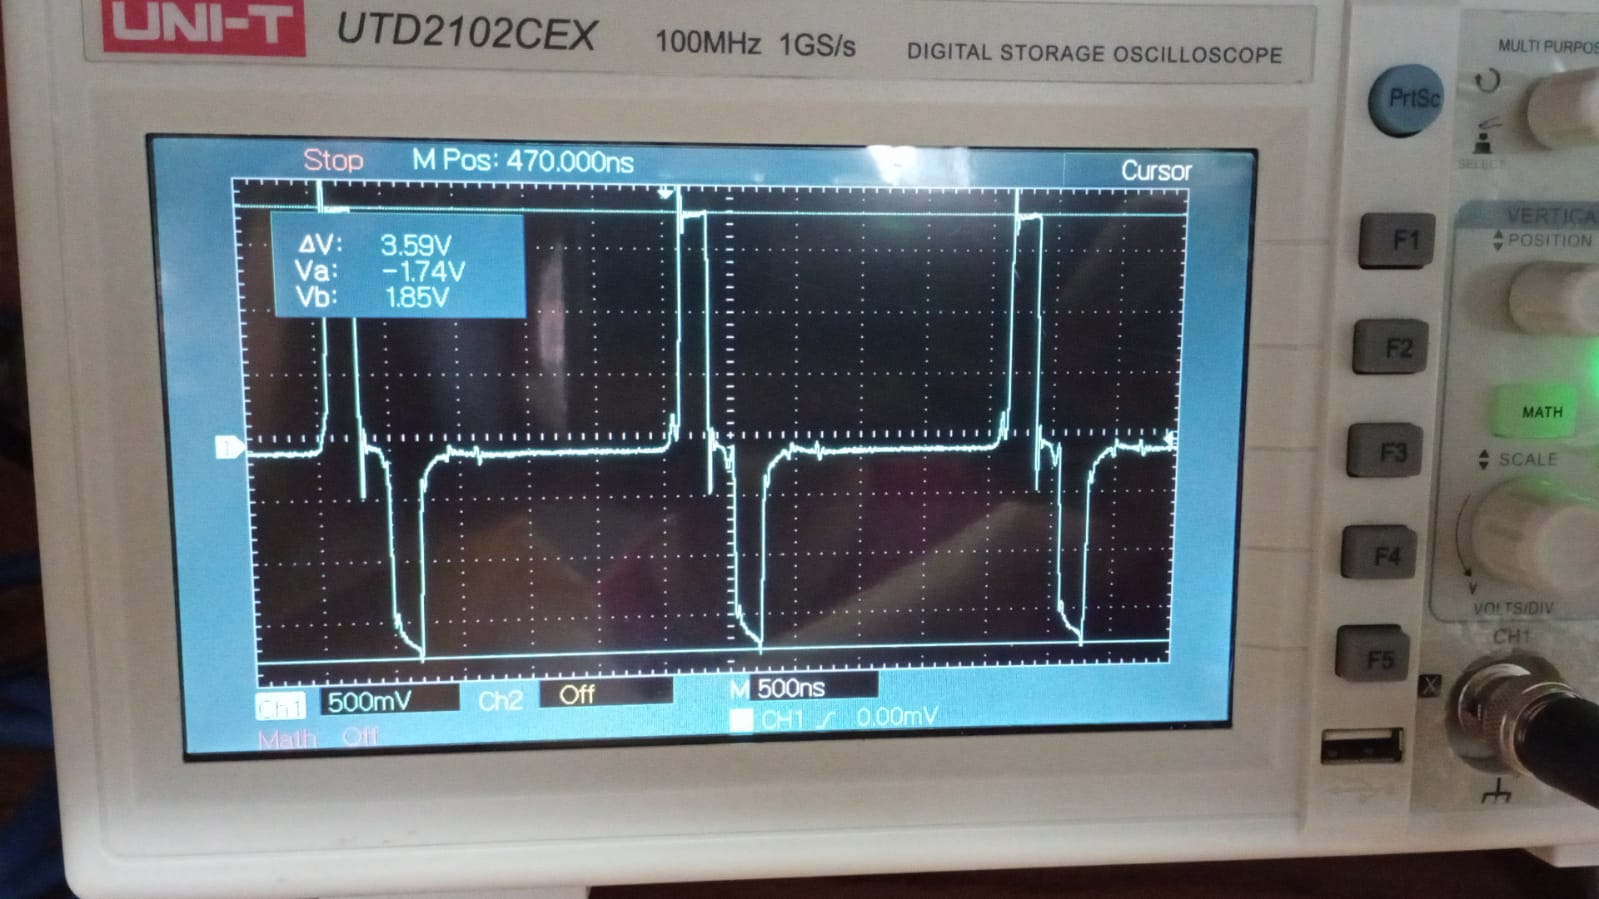 UNI-T UTD2102CEX 100MHz 1GS/s DIGITAL STORAGE OSCILLOSCOPE
MULTI PURPOS
PrtSc
SELECT
Stop M Pos: 470.000ns Cursor
ΔV: 3.59V
Va: -1.74V
Vb: 1.85V
1
VERTICA
POSITION
F1
F2
MATH
F3
SCALE
F4
V
VOLTS/DIV
CH1
F5
X
Ch1 500mV Ch2 Off M 500ns
CH1 0.00mV
Math Off